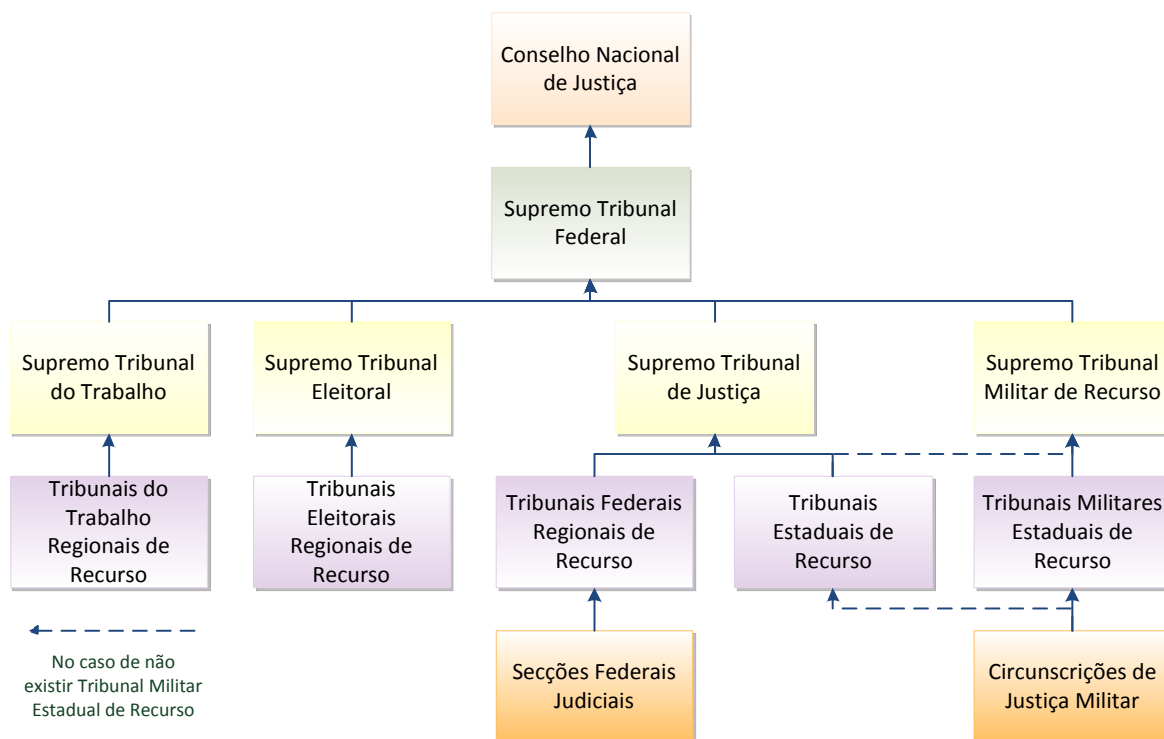 Conselho Nacional
de Justiça
Supremo Tribunal
Federal
Supremo Tribunal
do Trabalho
Supremo Tribunal
Eleitoral
Supremo Tribunal
de Justiça
Supremo Tribunal
Militar de Recurso
Tribunais do
Trabalho
Regionais de
Recurso
Tribunais
Eleitorais
Regionais de
Recurso
Tribunais Federais
Regionais de
Recurso
Tribunais
Estaduais de
Recurso
Tribunais Militares
Estaduais de
Recurso
No caso de não
existir Tribunal Militar
Estadual de Recurso
Secções Federais
Judiciais
Circunscrições de
Justiça Militar